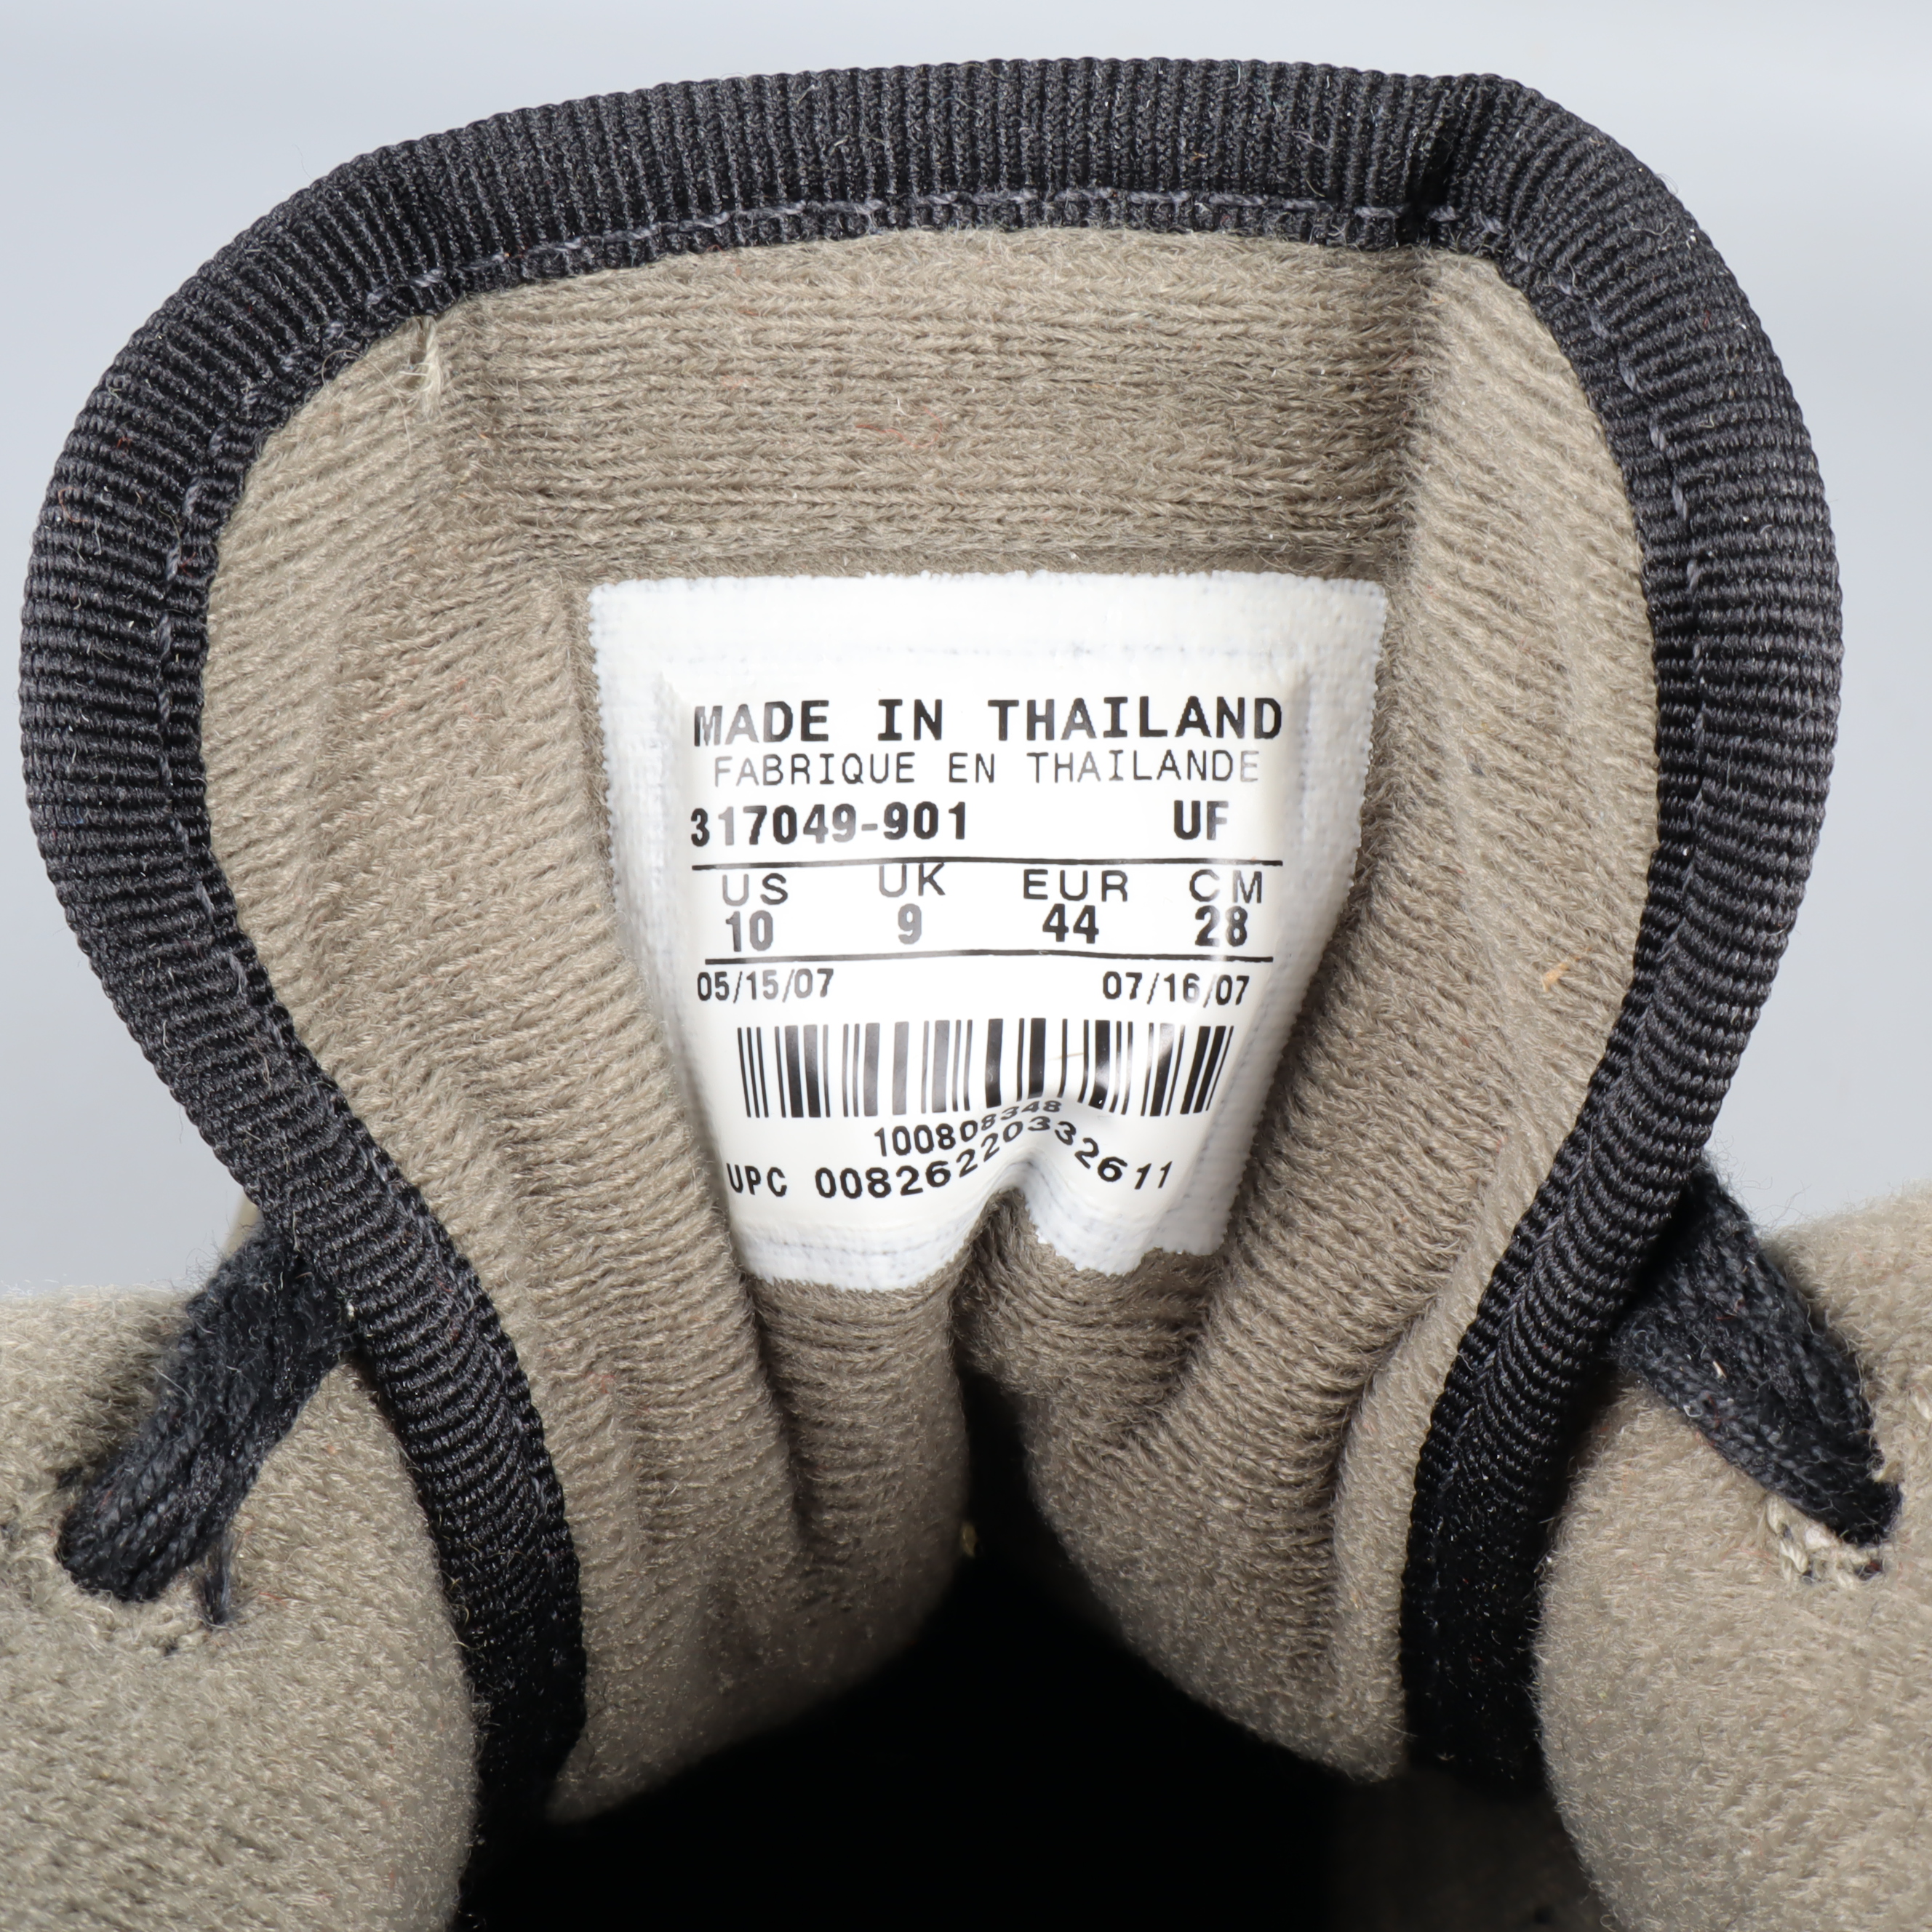 MADE IN THAILAND
FABRIQUE EN THAILANDE
317049-901 UF
US UK EUR CM
10 9 44 28
05/15/07 07/16/07
100808348
UPC 00826220332611